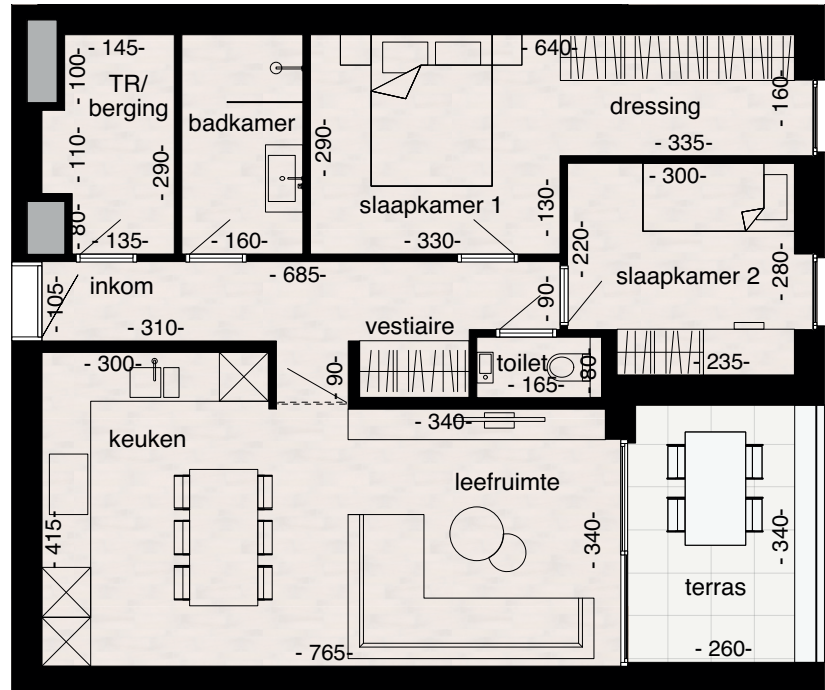 - 145-
- 640-
- 100-
TR/
berging
badkamer
- 290-
dressing
- 160-
- 110-
- 290-
- 335-
- 300-
slaapkamer 1
- 130-
- 80-
- 135-
- 160-
- 330-
- 220-
slaapkamer 2
- 280-
inkom
- 685-
- 105-
- 90-
- 310-
vestiaire
- 300-
- 90-
toilet
- 80-
- 165-
- 235-
keuken
- 340-
leefruimte
- 415-
- 340-
- 340-
terras
- 765-
- 260-